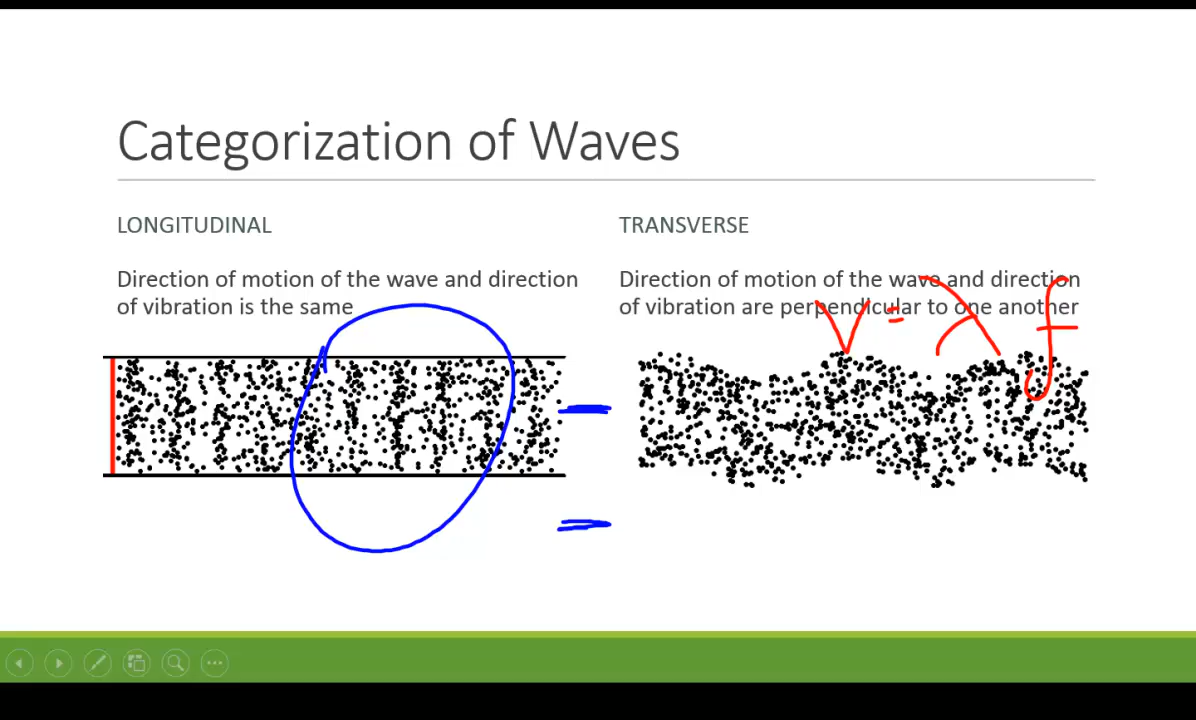 Categorization of Waves
LONGITUDINAL
Direction of motion of the wave and direction
of vibration is the same
TRANSVERSE
Direction of motion of the wave and direction
of vibration are perpendicular to one another
v = λ f